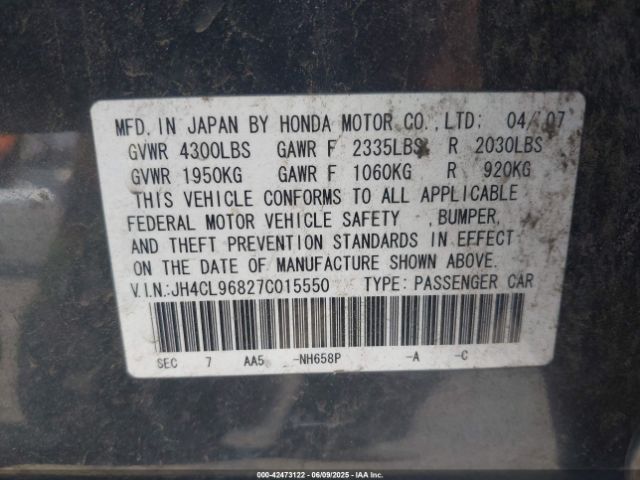 MFD. IN JAPAN BY HONDA MOTOR CO., LTD: 04/07
GVWR 4300LBS GAWR F 2335LBS R 2030LBS
GVWR 1950KG GAWR F 1060KG R 920KG
THIS VEHICLE CONFORMS TO ALL APPLICABLE
FEDERAL MOTOR VEHICLE SAFETY , BUMPER,
AND THEFT PREVENTION STANDARDS IN EFFECT
ON THE DATE OF MANUFACTURE SHOWN ABOVE.
V.I.N.:JH4CL96827C015550 TYPE: PASSENGER CAR
SEC 7 AA5 -NH658P -A -C
000-42473122 - 06/09/2025 - IAA Inc.